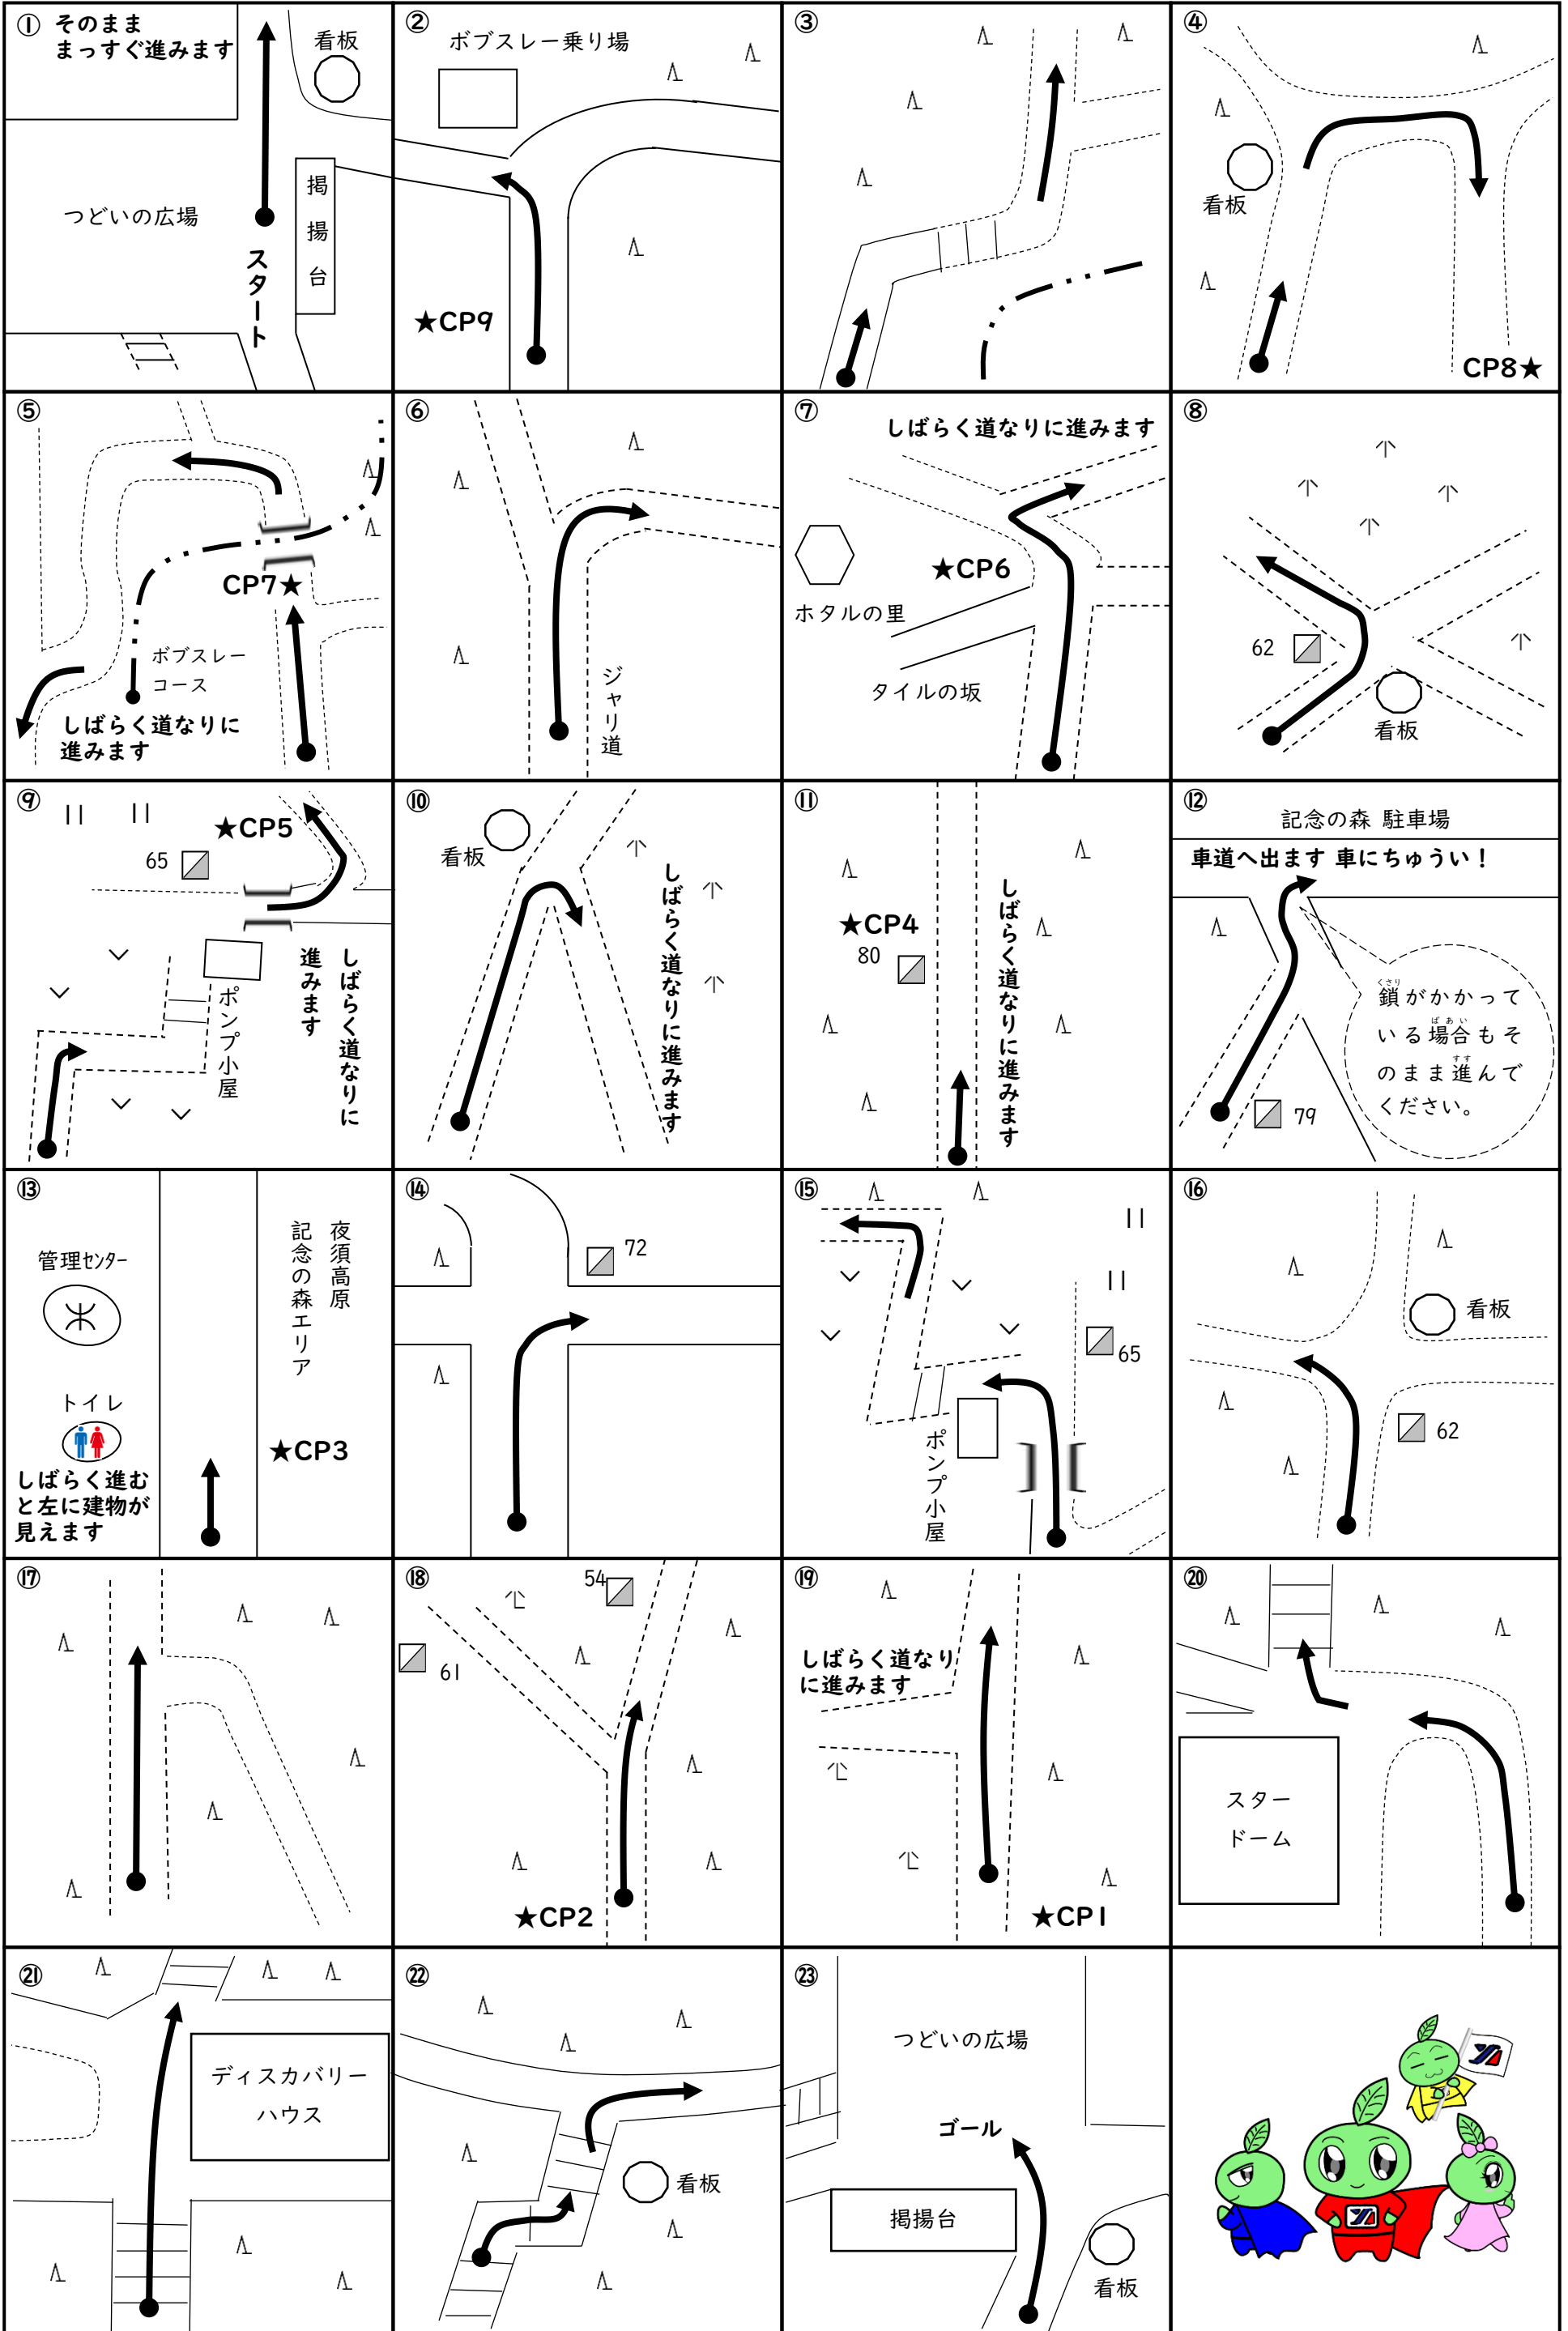 ①
そのまま
まっすぐ進みます
看板
つどいの広場
掲揚台
スタート
②
ボブスレー乗り場
★CP9
③
④
看板
CP8★
⑤
CP7★
ボブスレー
コース
しばらく道なりに
進みます
⑥
ジャリ道
⑦
しばらく道なりに進みます
★CP6
ホタルの里
タイルの坂
⑧
62
看板
⑨
★CP5
65
しばらく道なりに
進みます
ポンプ小屋
⑩
看板
しばらく道なりに進みます
⑪
★CP4
80
しばらく道なりに進みます
⑫
記念の森 駐車場
車道へ出ます 車にちゅうい！
くさり
鎖がかかって
ばあい
いる場合もそ
すす
のまま進んで
ください。
79
⑬
管理センター
夜須高原
記念の森エリア
トイレ
★CP3
しばらく進む
と左に建物が
見えます
⑭
72
⑮
65
ポンプ小屋
⑯
看板
62
⑰
⑱
54
61
★CP2
⑲
しばらく道なり
に進みます
★CP1
⑳
スター
ドーム
㉑
ディスカバリー
ハウス
㉒
看板
㉓
つどいの広場
ゴール
掲揚台
看板